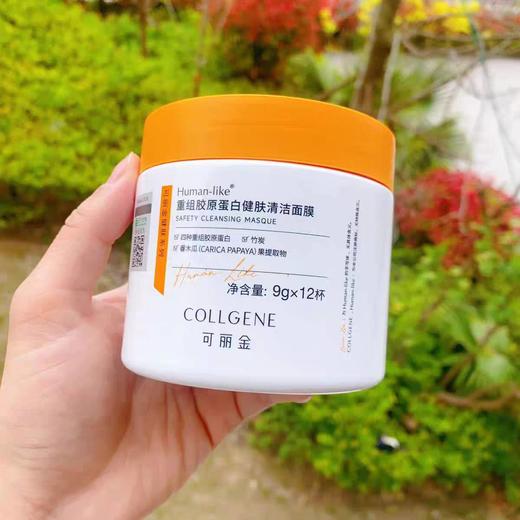 Human-like®
重组胶原蛋白健肤清洁面膜
SAFETY CLEANSING MASQUE
四种重组胶原蛋白 竹炭
番木瓜(CARICA PAPAYA)果提取物
Human Like
净含量: 9g×12杯
COLLGENE
可丽金